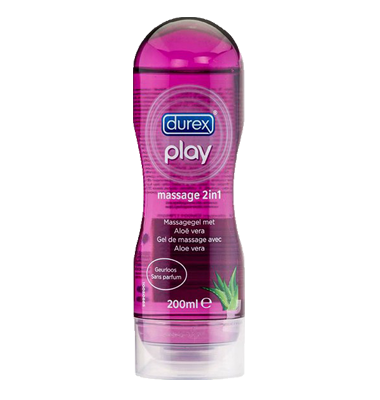 durex
play
massage 2in1
Massagegel met
Aloë vera
Gel de massage avec
Aloe vera
Geurloos
Sans parfum
200ml e